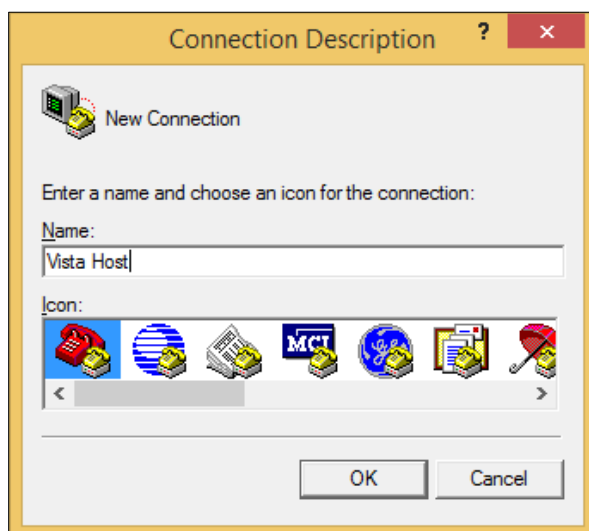 Connection Description
?
New Connection
Enter a name and choose an icon for the connection:
Name:
Vista Host
Icon:
MCI
OK
Cancel